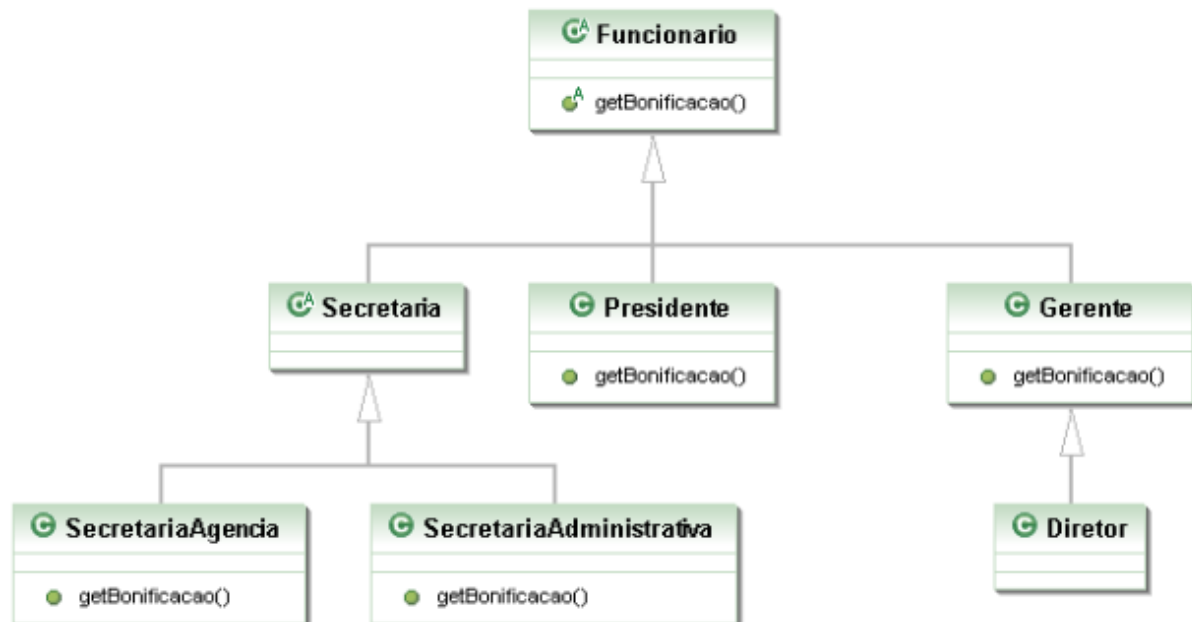 Funcionario
getBonificacao()
Secretaria
Presidente
Gerente
getBonificacao()
getBonificacao()
SecretariaAgencia
SecretariaAdministrativa
Diretor
getBonificacao()
getBonificacao()